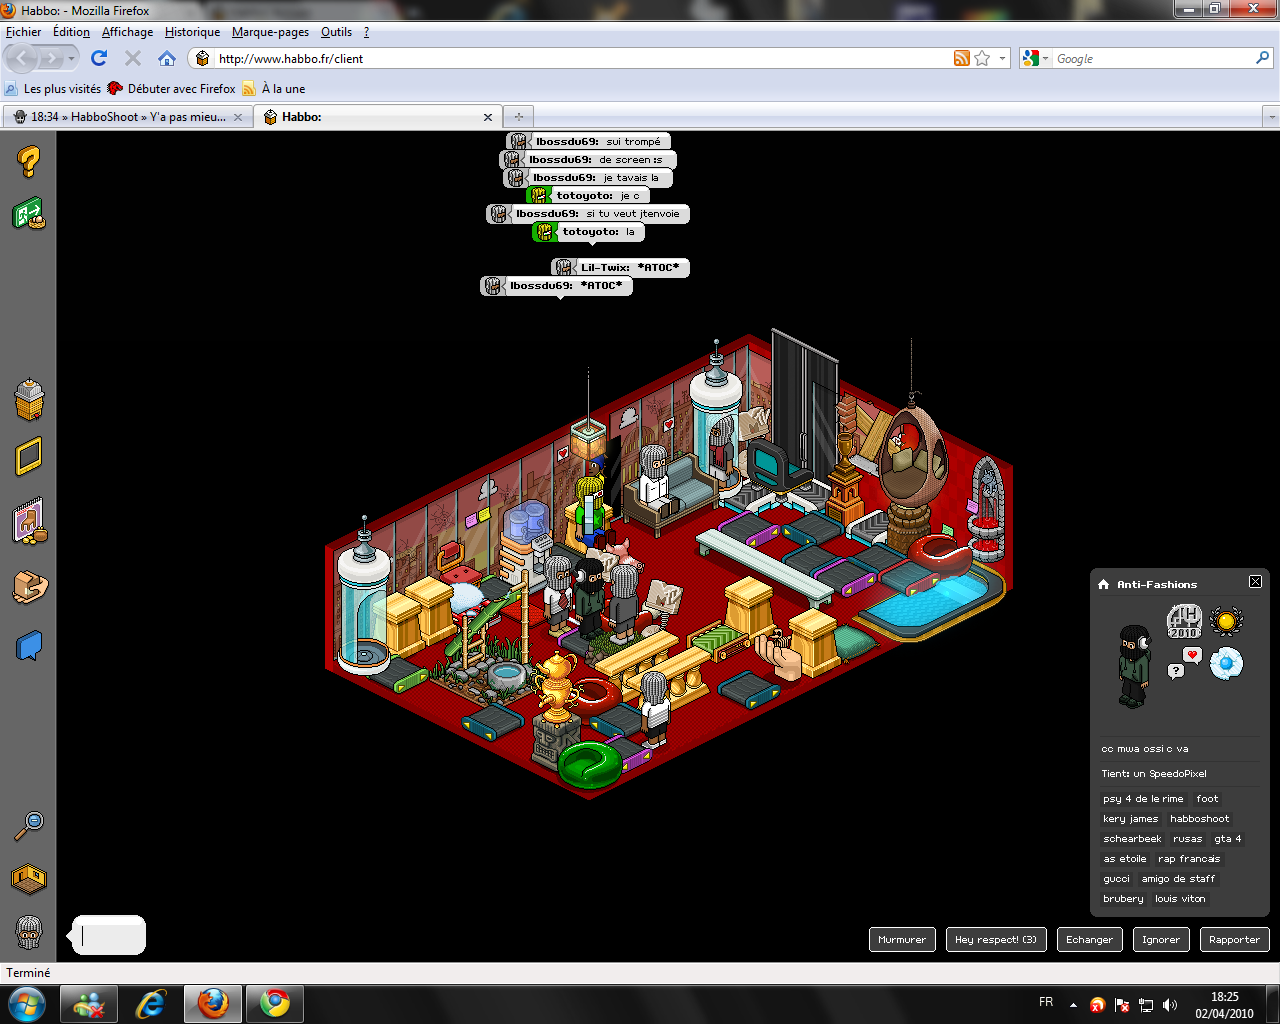 Habbo: - Mozilla Firefox
Fichier Édition Affichage Historique Marque-pages Outils ?
http://www.habbo.fr/client
Google
Les plus visités Débuter avec Firefox À la une
18:34 » HabboShoot » Y'a pas mieu...
Habbo:
lbossdu69: sui trompé
lbossdu69: de screen :s
lbossdu69: je tavais la
totoyoto: je c
lbossdu69: si tu veut jtenvoie
totoyoto: la
Lil-Twix: *ATOC*
lbossdu69: *ATOC*
Anti-Fashions
2010
cc mwa ossi c va
Tient: un SpeedoPixel
psy 4 de le rime foot
kery james habboshoot
schearbeek rusas gta 4
as etoile rap francais
gucci amigo de staff
brubery louis viton
Murmurer Hey respect! (3) Echanger Ignorer Rapporter
Terminé
FR
18:25
02/04/2010